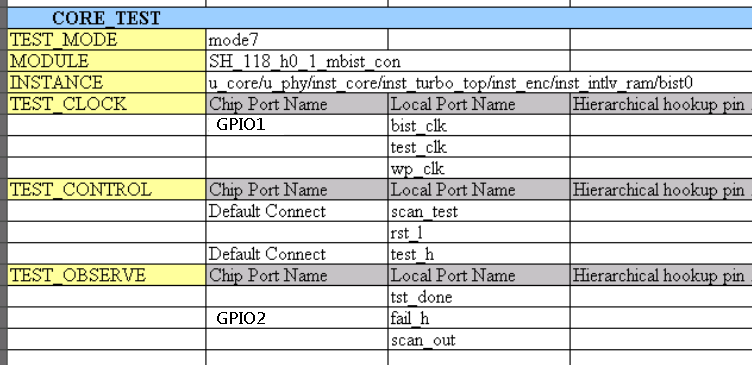 CORE_TEST
TEST_MODE mode7
MODULE SH_118_h0_1_mbist_con
INSTANCE u_core/u_phy/inst_core/inst_turbo_top/inst_enc/inst_intlv_ram/bist0
TEST_CLOCK Chip Port Name Local Port Name Hierarchical hookup pin
GPIO1 bist_clk
test_clk
wp_clk
TEST_CONTROL Chip Port Name Local Port Name Hierarchical hookup pin
Default Connect scan_test
rst_l
Default Connect test_h
TEST_OBSERVE Chip Port Name Local Port Name Hierarchical hookup pin
tst_done
GPIO2 fail_h
scan_out